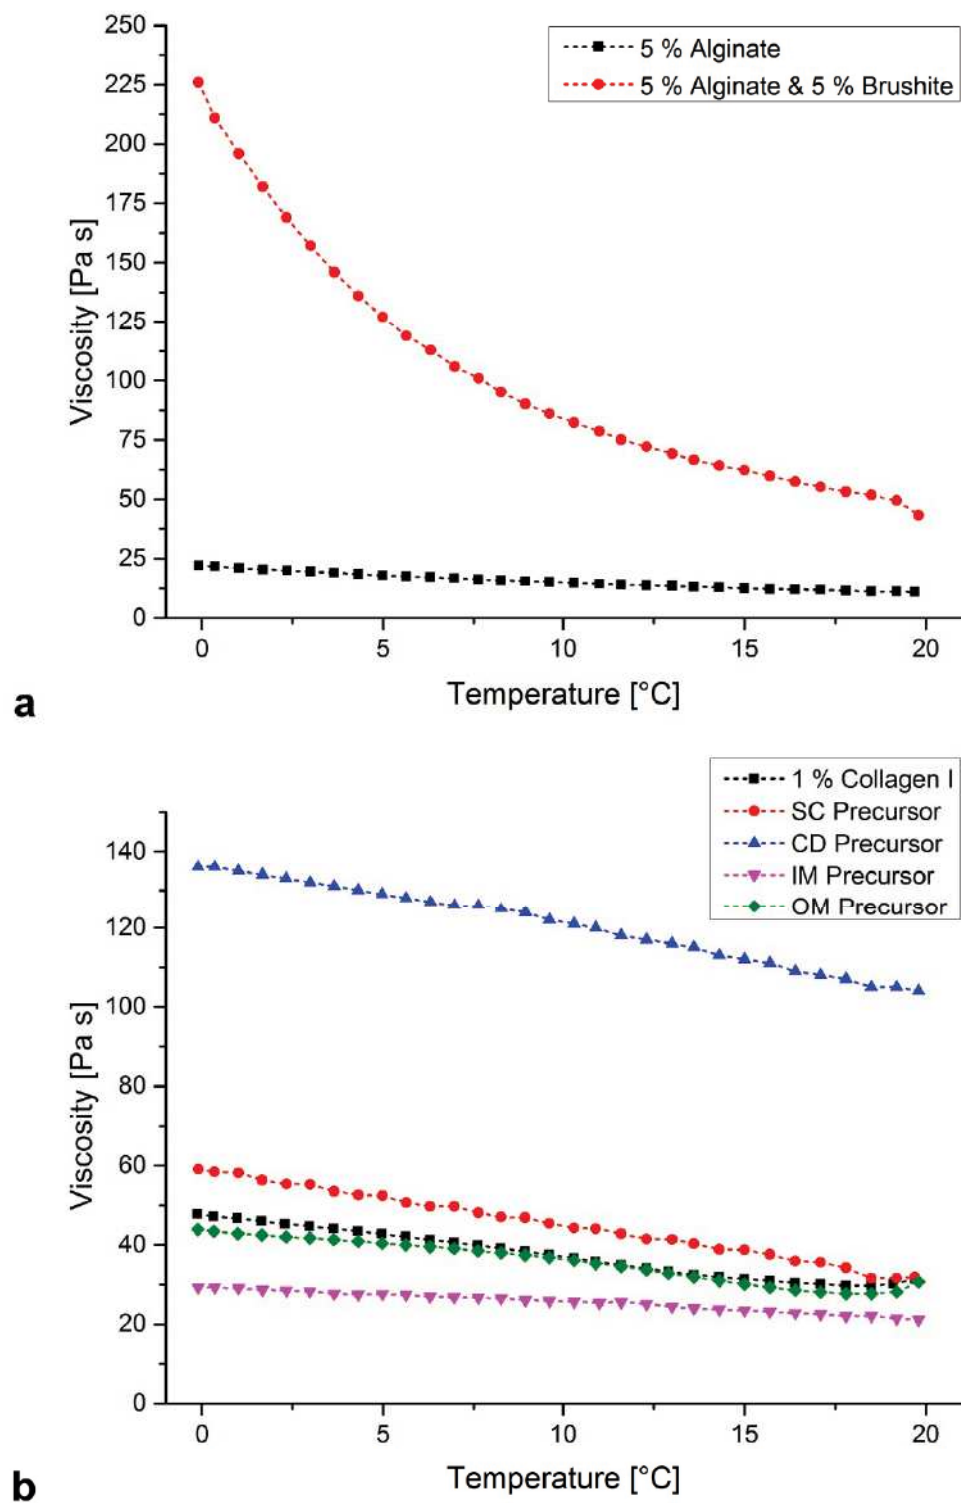 250
225
200
175
150
125
100
75
50
25
0
Viscosity [Pa s]
5 % Alginate
5 % Alginate & 5 % Brushite
0 5 10 15 20
Temperature [°C]
a
1 % Collagen I
SC Precursor
CD Precursor
IM Precursor
OM Precursor
140
120
100
80
60
40
20
0
Viscosity [Pa s]
0 5 10 15 20
Temperature [°C]
b